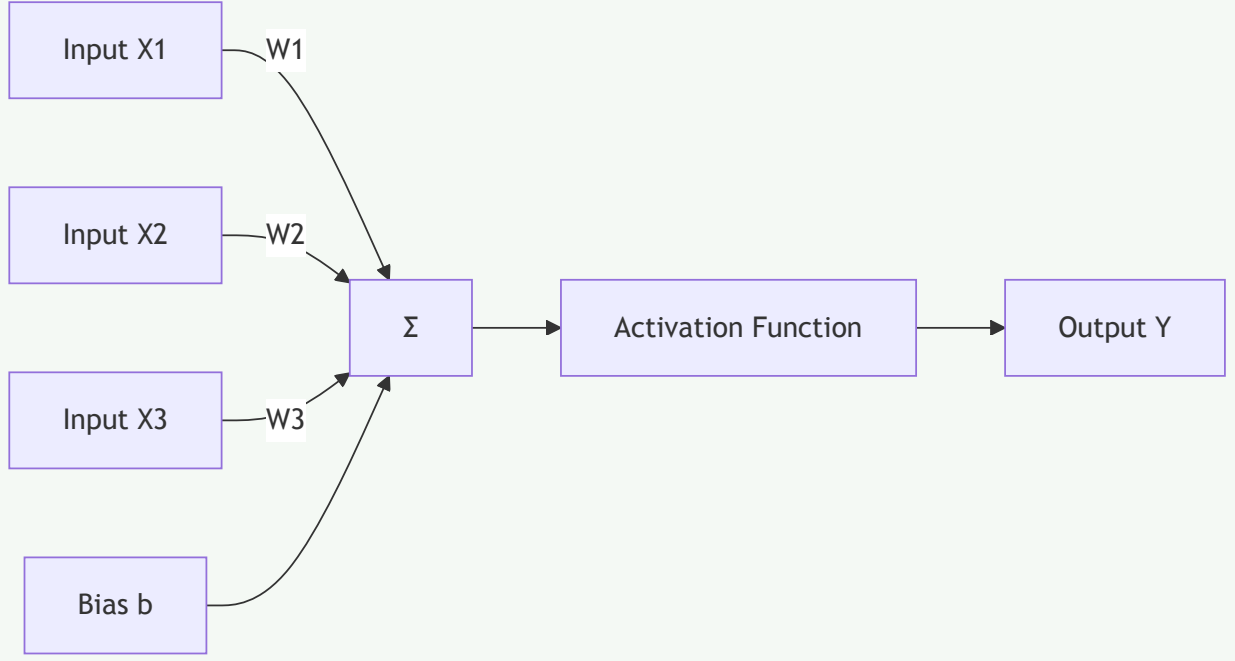 Input X1
W1
Input X2
W2
Σ
Activation Function
Output Y
Input X3
W3
Bias b